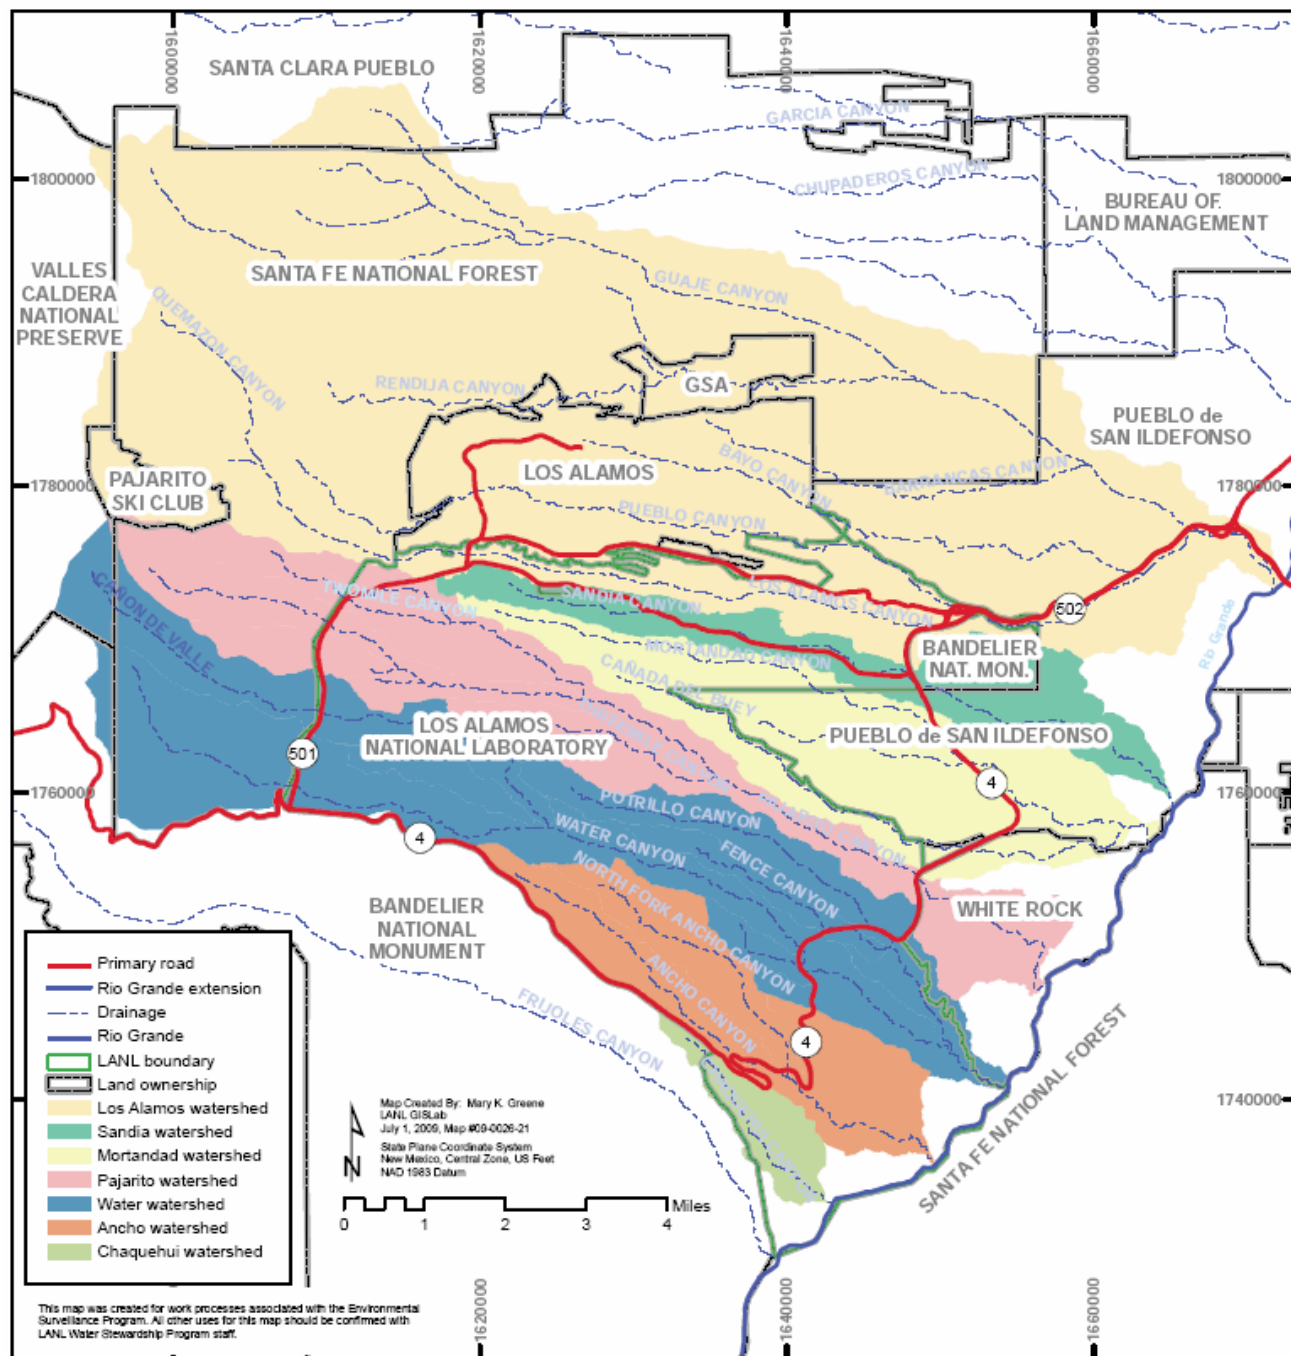 1600000
1620000
1640000
1660000
SANTA CLARA PUEBLO
GARCIA CANYON
1800000
1800000
CHUPADEROS CANYON
BUREAU OF
LAND MANAGEMENT
VALLES
CALDERA
NATIONAL
PRESERVE
SANTA FE NATIONAL FOREST
GUAJE CANYON
QUEMAZON CANYON
RENDIJA CANYON
GSA
PUEBLO de
SAN ILDEFONSO
LOS ALAMOS
BAYO CANYON
BARRANCAS CANYON
PAJARITO
SKI CLUB
1780000
1780000
PUEBLO CANYON
TWOMILE CANYON
SANDIA CANYON
LOS ALAMOS CANYON
502
CAÑON DE VALLE
MORTANDAD CANYON
BANDELIER
NAT. MON.
Rio Grande
CAÑADA DEL BUEY
LOS ALAMOS
NATIONAL LABORATORY
PUEBLO de SAN ILDEFONSO
501
4
1760000
1760000
POTRILLO CANYON
PAJARITO CANYON
WATER CANYON
FENCE CANYON
4
NORTH FORK ANCHO CANYON
BANDELIER
NATIONAL
MONUMENT
WHITE ROCK
ANCHO CANYON
FRIJOLES CANYON
4
SANTA FE NATIONAL FOREST
1740000
Primary road
Rio Grande extension
Drainage
Rio Grande
LANL boundary
Land ownership
Los Alamos watershed
Sandia watershed
Mortandad watershed
Pajarito watershed
Water watershed
Ancho watershed
Chaquehui watershed
N
Map Created By: Mary K. Greene
LANL GISLab
July 1, 2009, Map #09-0026-21
State Plane Coordinate System
New Mexico, Central Zone, US Feet
NAD 1983 Datum
Miles
0 1 2 3 4
This map was created for work processes associated with the Environmental
Surveillance Program. All other uses for this map should be confirmed with
LANL Water Stewardship Program staff.
1620000
1640000
1660000